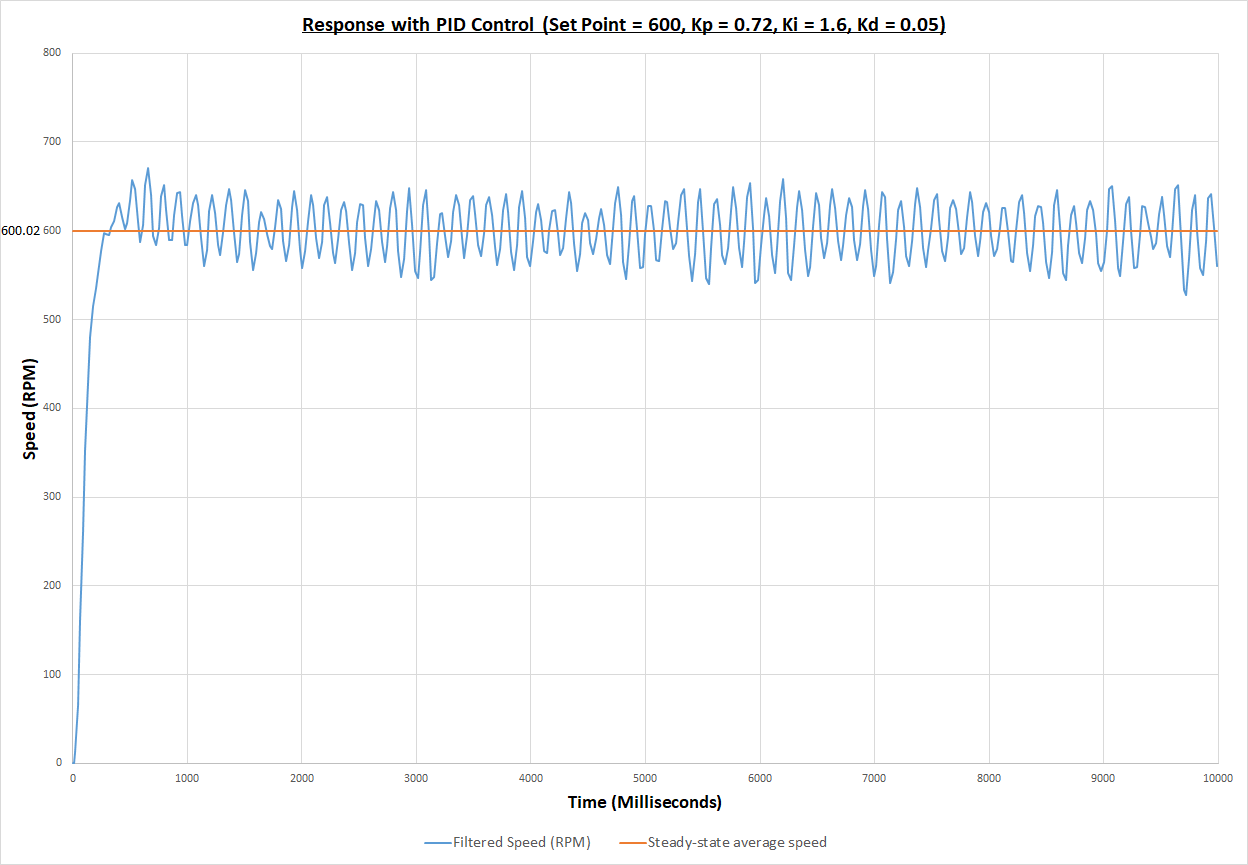 Response with PID Control (Set Point = 600, Kp = 0.72, Ki = 1.6, Kd = 0.05)
800
700
600.02 600
500
400
300
200
100
0
Speed (RPM)
0 1000 2000 3000 4000 5000 6000 7000 8000 9000 10000
Time (Milliseconds)
Filtered Speed (RPM) Steady-state average speed